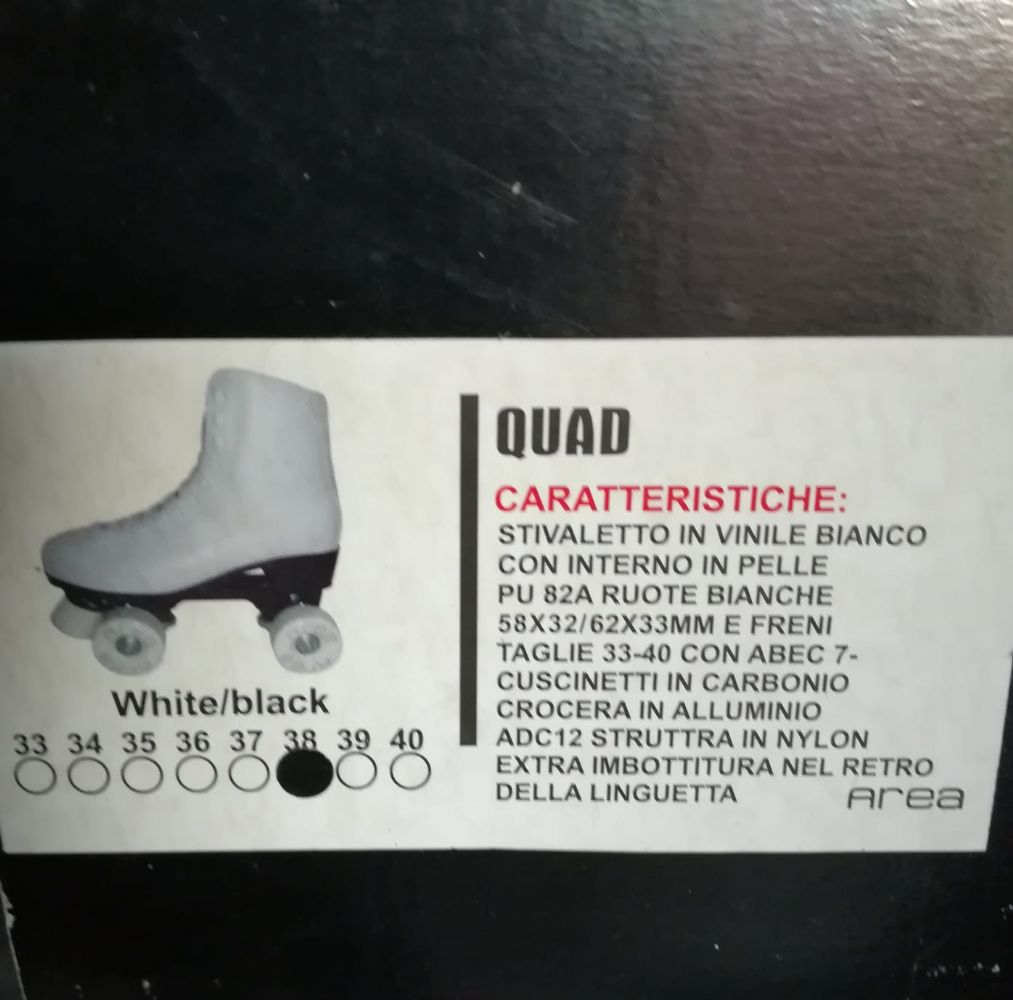 QUAD
CARATTERISTICHE:
STIVALETTO IN VINILE BIANCO
CON INTERNO IN PELLE
PU 82A RUOTE BIANCHE
58X32/62X33MM E FRENI
TAGLIE 33-40 CON ABEC 7-
CUSCINETTI IN CARBONIO
CROCERA IN ALLUMINIO
ADC12 STRUTTRA IN NYLON
EXTRA IMBOTTITURA NEL RETRO
DELLA LINGUETTA
Area
White/black
33 34 35 36 37 38 39 40